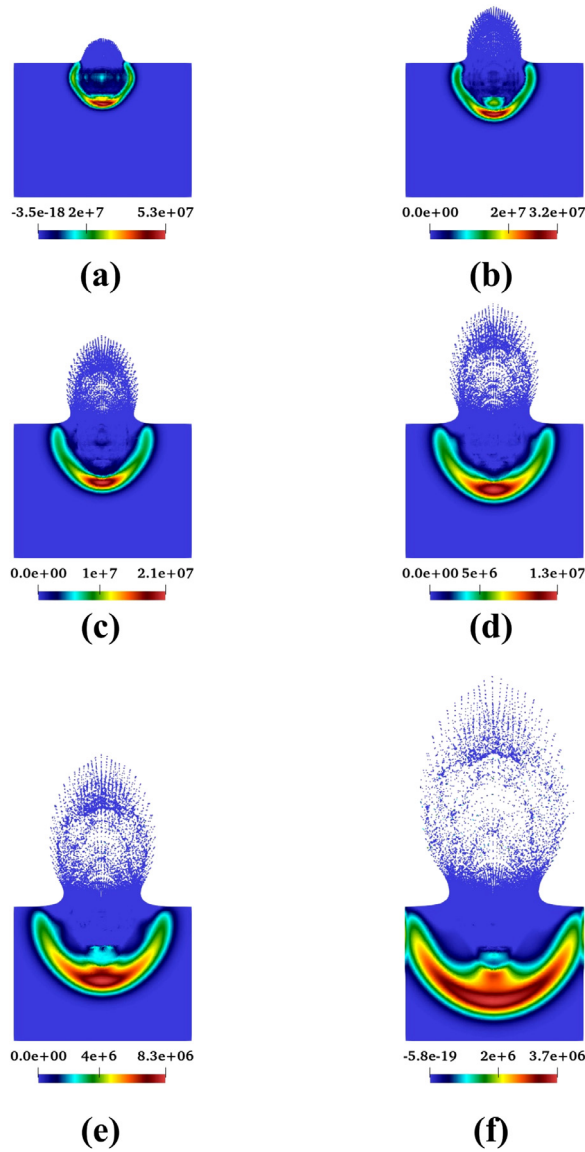 -3.5e-18 2e+7 5.3e+07
(a)
0.0e+00 2e+7 3.2e+07
(b)
0.0e+00 1e+7 2.1e+07
(c)
0.0e+00 5e+6 1.3e+07
(d)
0.0e+00 4e+6 8.3e+06
(e)
-5.8e-19 2e+6 3.7e+06
(f)